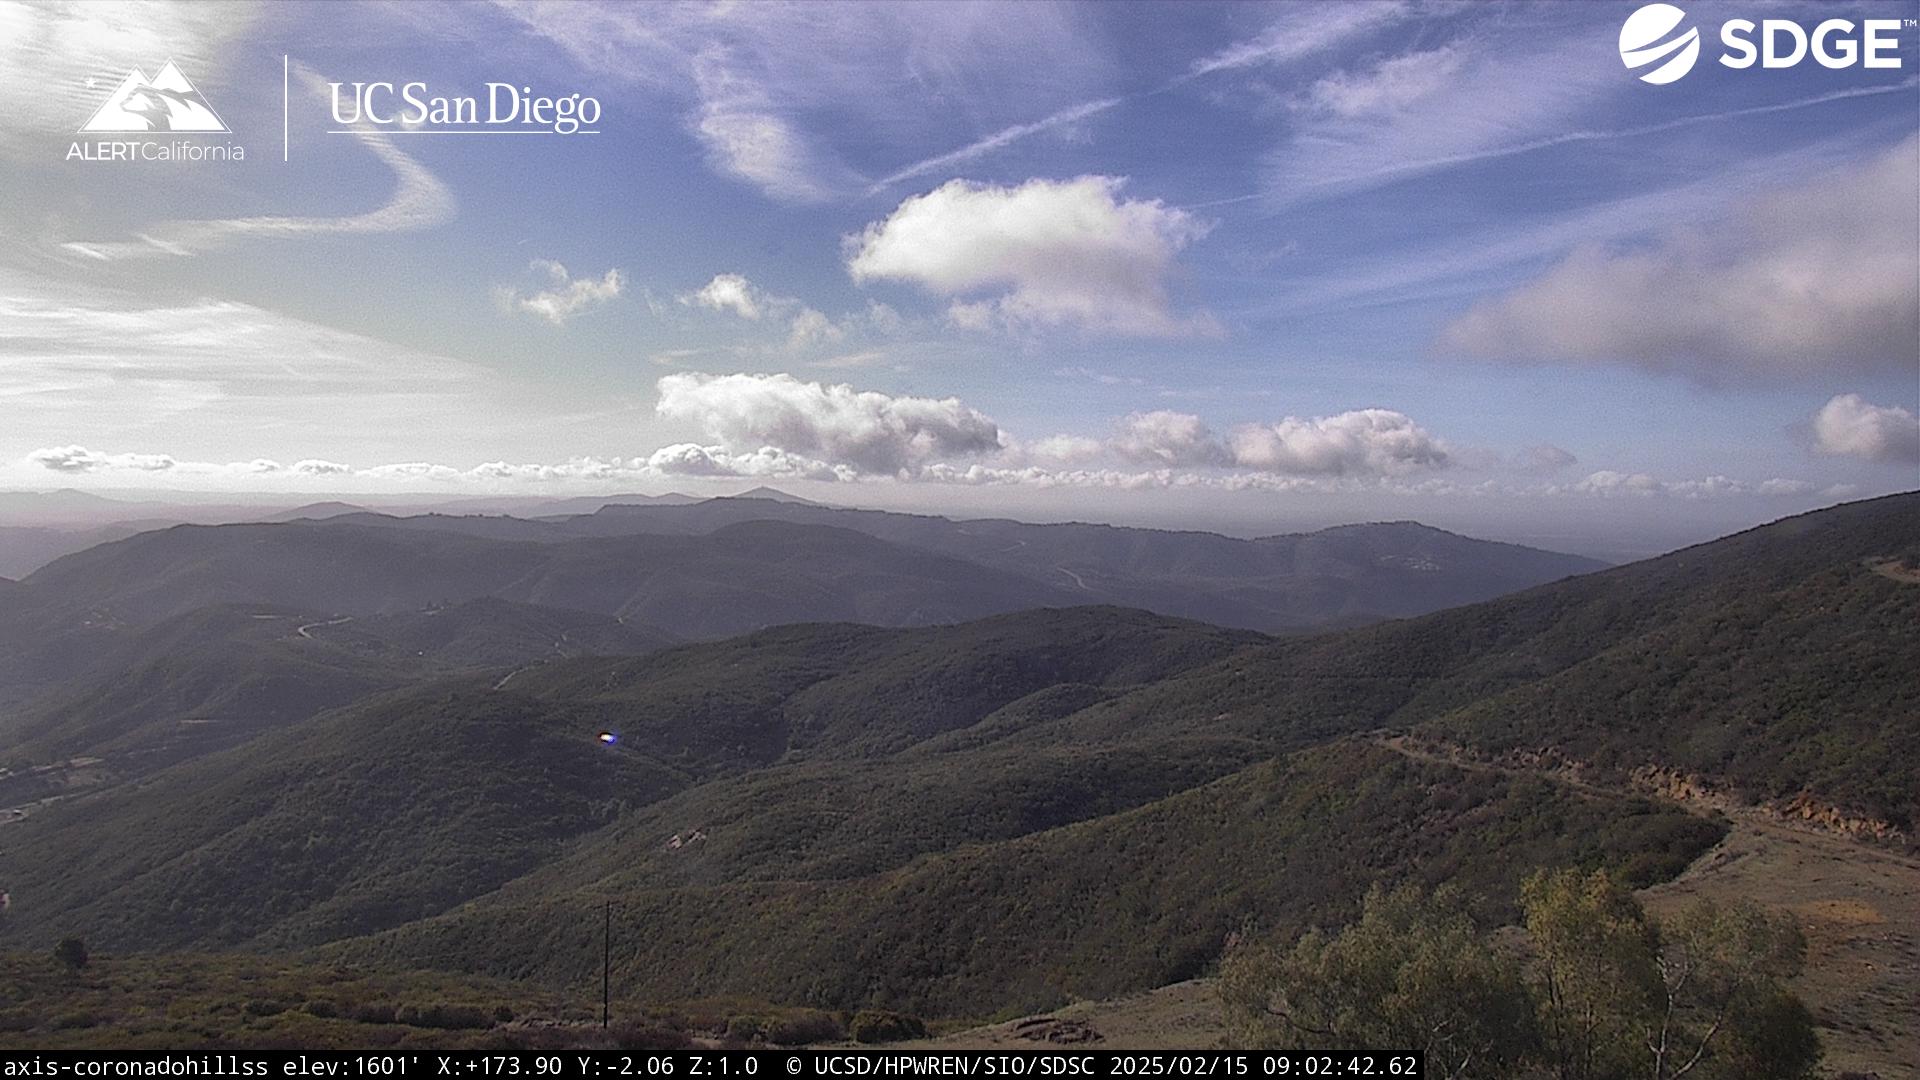 SDGE™
UC San Diego
ALERTCalifornia
axis-coronadohillss elev:1601' X:+173.90 Y:-2.06 Z:1.0 © UCSD/HPWREN/SIO/SDSC 2025/02/15 09:02:42.62